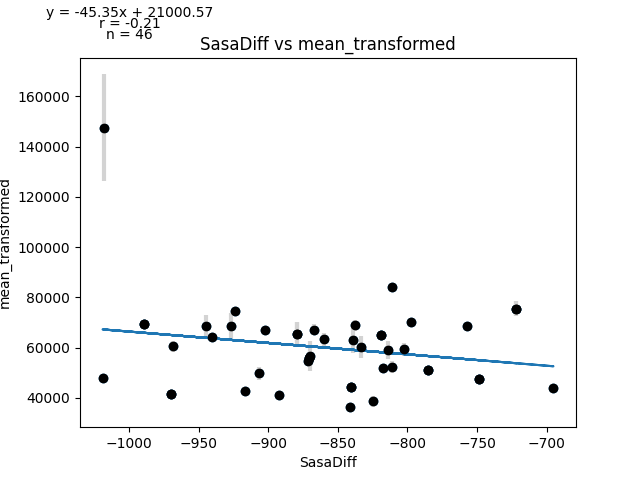 y = -45.35x + 21000.57
r = -0.21
n = 46
SasaDiff vs mean_transformed
160000
140000
120000
100000
80000
60000
40000
mean_transformed
−1000
−950
−900
−850
−800
−750
−700
SasaDiff